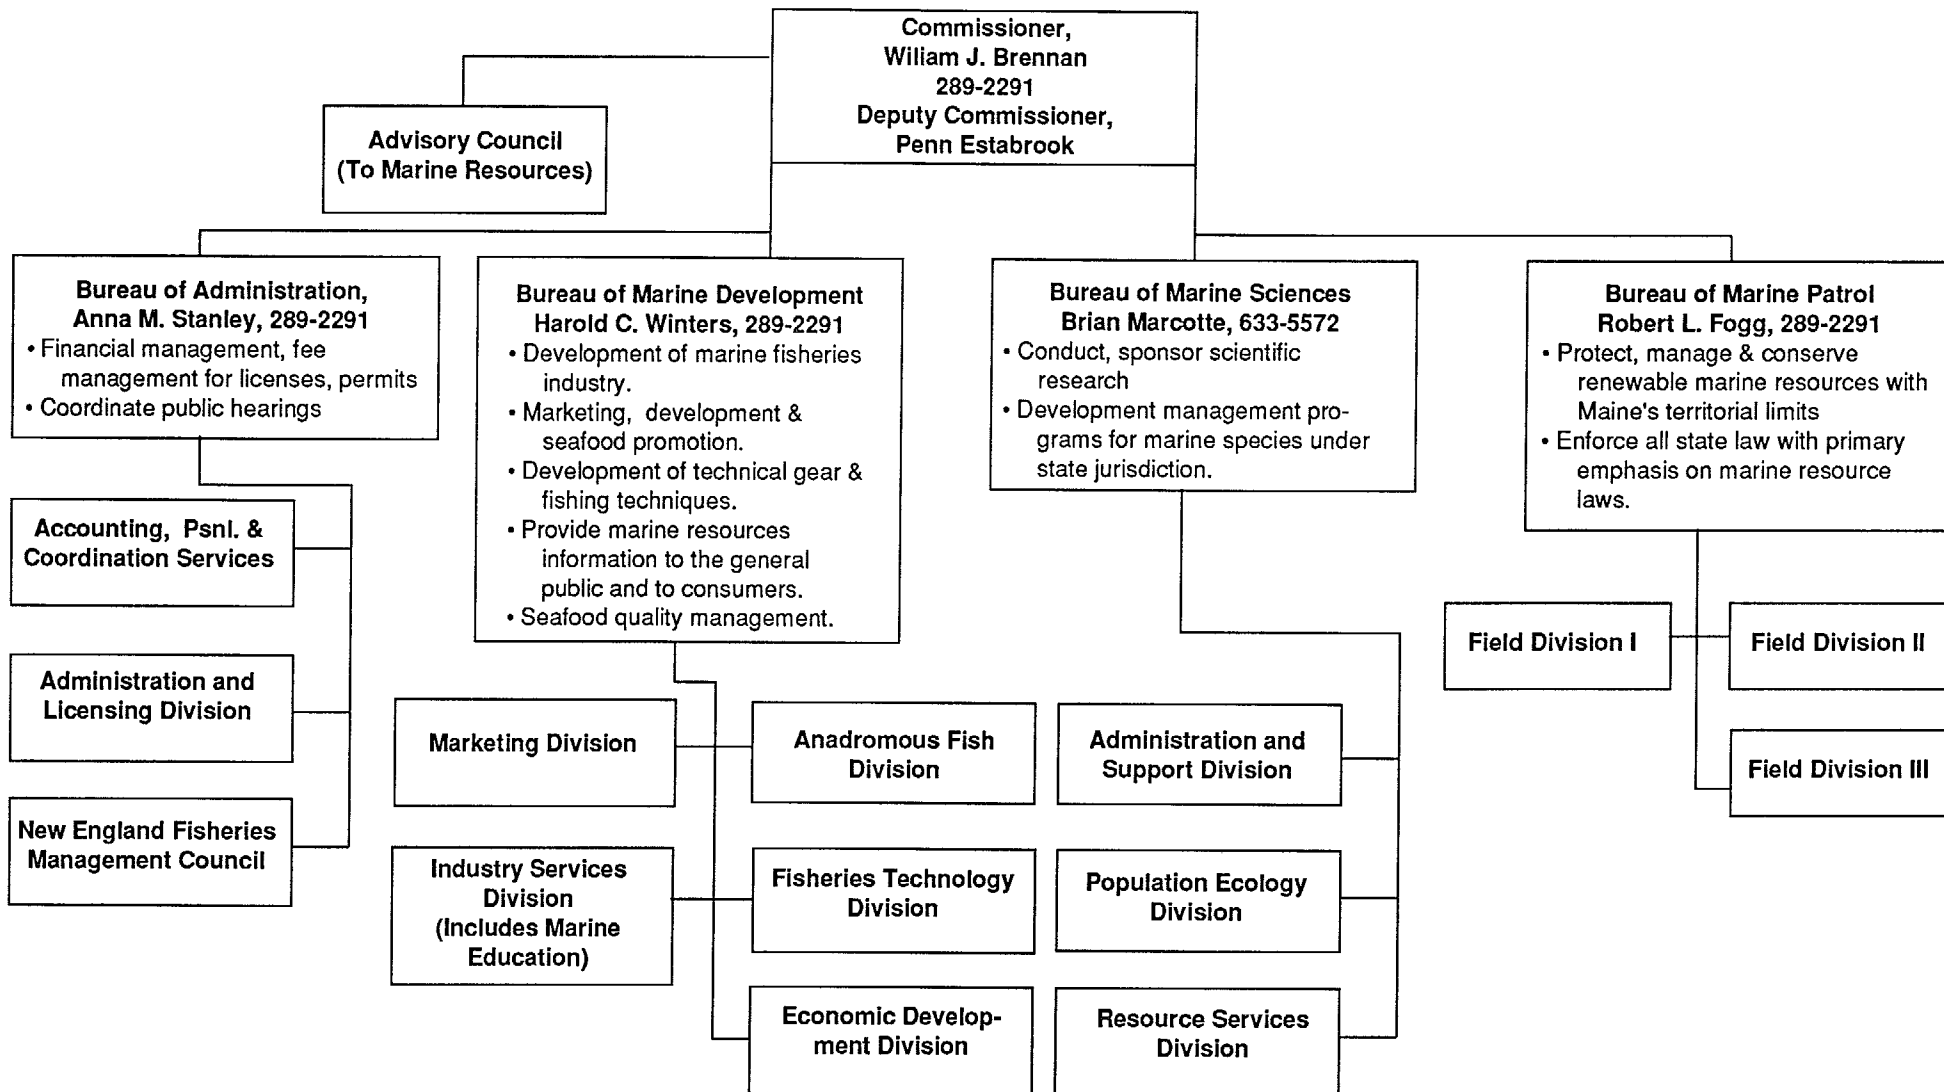 Commissioner,
Wiliam J. Brennan
289-2291
Deputy Commissioner,
Penn Estabrook
Advisory Council
(To Marine Resources)
Bureau of Administration,
Anna M. Stanley, 289-2291
• Financial management, fee
management for licenses, permits
• Coordinate public hearings
Accounting, Psnl. &
Coordination Services
Administration and
Licensing Division
New England Fisheries
Management Council
Bureau of Marine Development
Harold C. Winters, 289-2291
• Development of marine fisheries
industry.
• Marketing, development &
seafood promotion.
• Development of technical gear &
fishing techniques.
• Provide marine resources
information to the general
public and to consumers.
• Seafood quality management.
Marketing Division
Anadromous Fish
Division
Industry Services
Division
(Includes Marine
Education)
Fisheries Technology
Division
Economic Develop-
ment Division
Bureau of Marine Sciences
Brian Marcotte, 633-5572
• Conduct, sponsor scientific
research
• Development management pro-
grams for marine species under
state jurisdiction.
Administration and
Support Division
Population Ecology
Division
Resource Services
Division
Bureau of Marine Patrol
Robert L. Fogg, 289-2291
• Protect, manage & conserve
renewable marine resources with
Maine's territorial limits
• Enforce all state law with primary
emphasis on marine resource
laws.
Field Division I
Field Division II
Field Division III